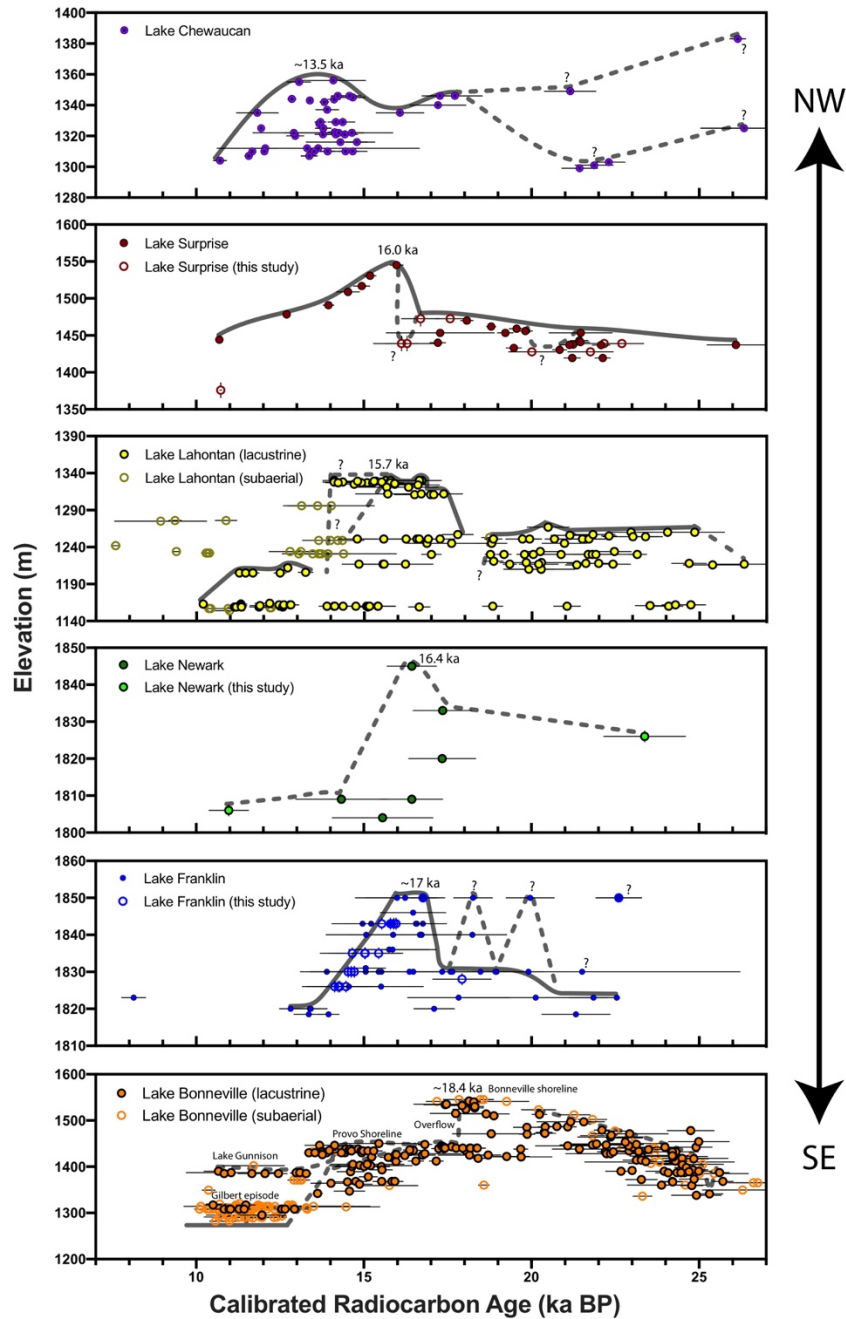 1400
1380
1360
1340
1320
1300
1280
Lake Chewaucan
~13.5 ka
?
?
?
?
NW
1600
1550
1500
1450
1400
1350
Lake Surprise
Lake Surprise (this study)
16.0 ka
?
?
1390
1340
1290
1240
1190
1140
Lake Lahontan (lacustrine)
Lake Lahontan (subaerial)
?
15.7 ka
?
?
Elevation (m)
1850
1840
1830
1820
1810
1800
Lake Newark
Lake Newark (this study)
16.4 ka
1860
1850
1840
1830
1820
1810
Lake Franklin
Lake Franklin (this study)
~17 ka
?
?
?
?
1600
1500
1400
1300
1200
Lake Bonneville (lacustrine)
Lake Bonneville (subaerial)
~18.4 ka
Bonneville shoreline
Overflow
Provo Shoreline
Lake Gunnison
Gilbert episode
SE
10
15
20
25
Calibrated Radiocarbon Age (ka BP)